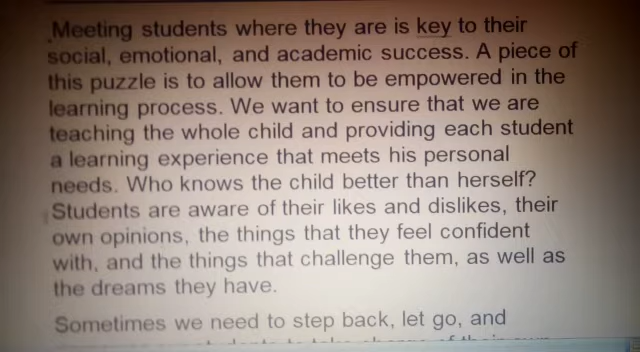 Meeting students where they are is key to their
social, emotional, and academic success. A piece of
this puzzle is to allow them to be empowered in the
learning process. We want to ensure that we are
teaching the whole child and providing each student
a learning experience that meets his personal
needs. Who knows the child better than herself?
Students are aware of their likes and dislikes, their
own opinions, the things that they feel confident
with, and the things that challenge them, as well as
the dreams they have.
Sometimes we need to step back, let go, and